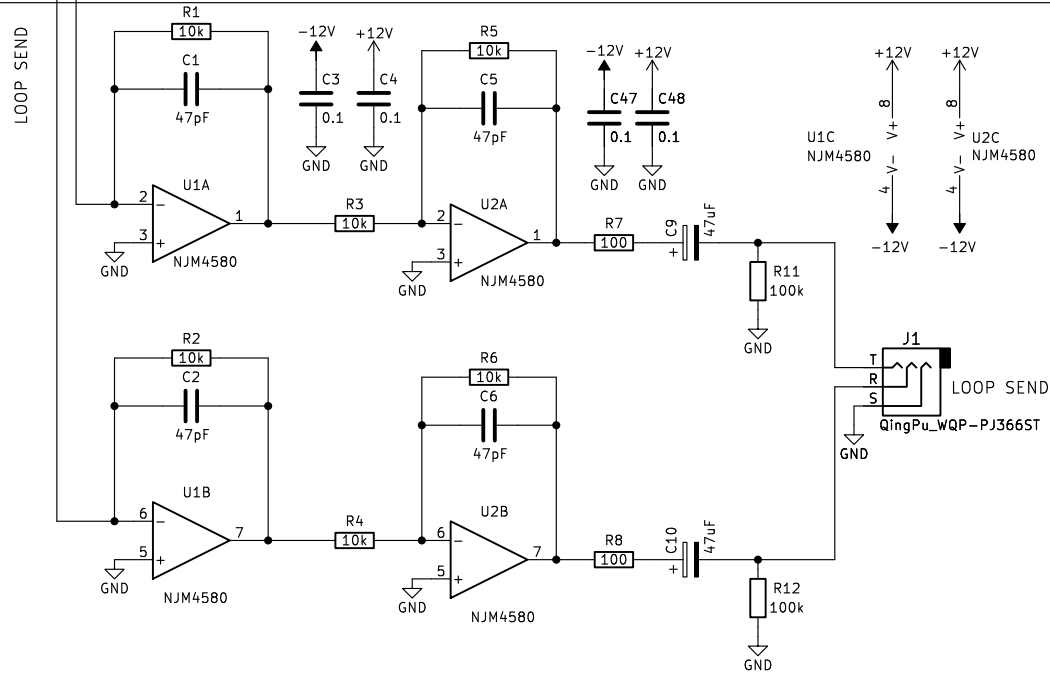 LOOP SEND
R1
10k
C1
47pF
-12V
+12V
C3
C4
0.1
0.1
GND
GND
R5
10k
C5
47pF
-12V
+12V
C47
C48
0.1
0.1
GND
GND
+12V
+12V
8
8
V+
V+
U1C
NJM4580
U2C
NJM4580
V-
V-
4
4
-12V
-12V
U1A
2
-
1
3
+
GND
NJM4580
R3
10k
U2A
2
-
1
3
+
GND
NJM4580
R7
100
C9
47uF
+
R11
100k
GND
J1
T
R
S
LOOP SEND
QingPu_WQP-PJ366ST
GND
R2
10k
C2
47pF
R6
10k
C6
47pF
U1B
6
-
7
5
+
GND
NJM4580
R4
10k
U2B
6
-
7
5
+
GND
NJM4580
R8
100
C10
47uF
+
R12
100k
GND